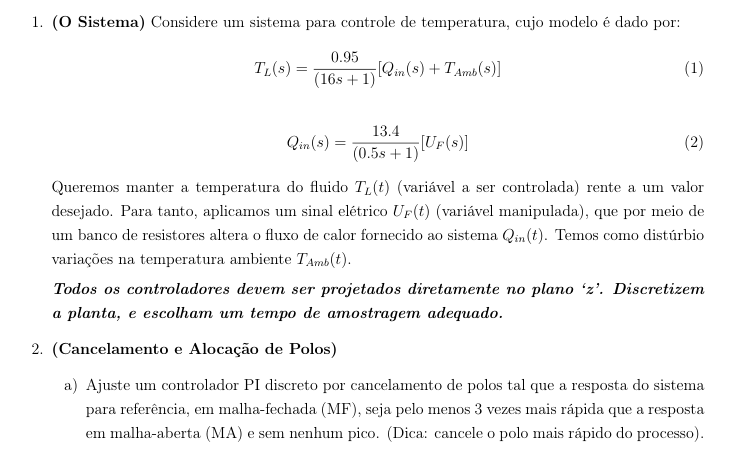 1. (O Sistema) Considere um sistema para controle de temperatura, cujo modelo é dado por:
T_L(s) = \frac{0.95}{(16s + 1)}[Q_{in}(s) + T_{Amb}(s)] (1)
Q_{in}(s) = \frac{13.4}{(0.5s + 1)}[U_F(s)] (2)
Queremos manter a temperatura do fluido T_L(t) (variável a ser controlada) rente a um valor
desejado. Para tanto, aplicamos um sinal elétrico U_F(t) (variável manipulada), que por meio de
um banco de resistores altera o fluxo de calor fornecido ao sistema Q_{in}(t). Temos como distúrbio
variações na temperatura ambiente T_{Amb}(t).
Todos os controladores devem ser projetados diretamente no plano ‘z’. Discretizem
a planta, e escolham um tempo de amostragem adequado.
2. (Cancelamento e Alocação de Polos)
a) Ajuste um controlador PI discreto por cancelamento de polos tal que a resposta do sistema
para referência, em malha-fechada (MF), seja pelo menos 3 vezes mais rápida que a resposta
em malha-aberta (MA) e sem nenhum pico. (Dica: cancele o polo mais rápido do processo).